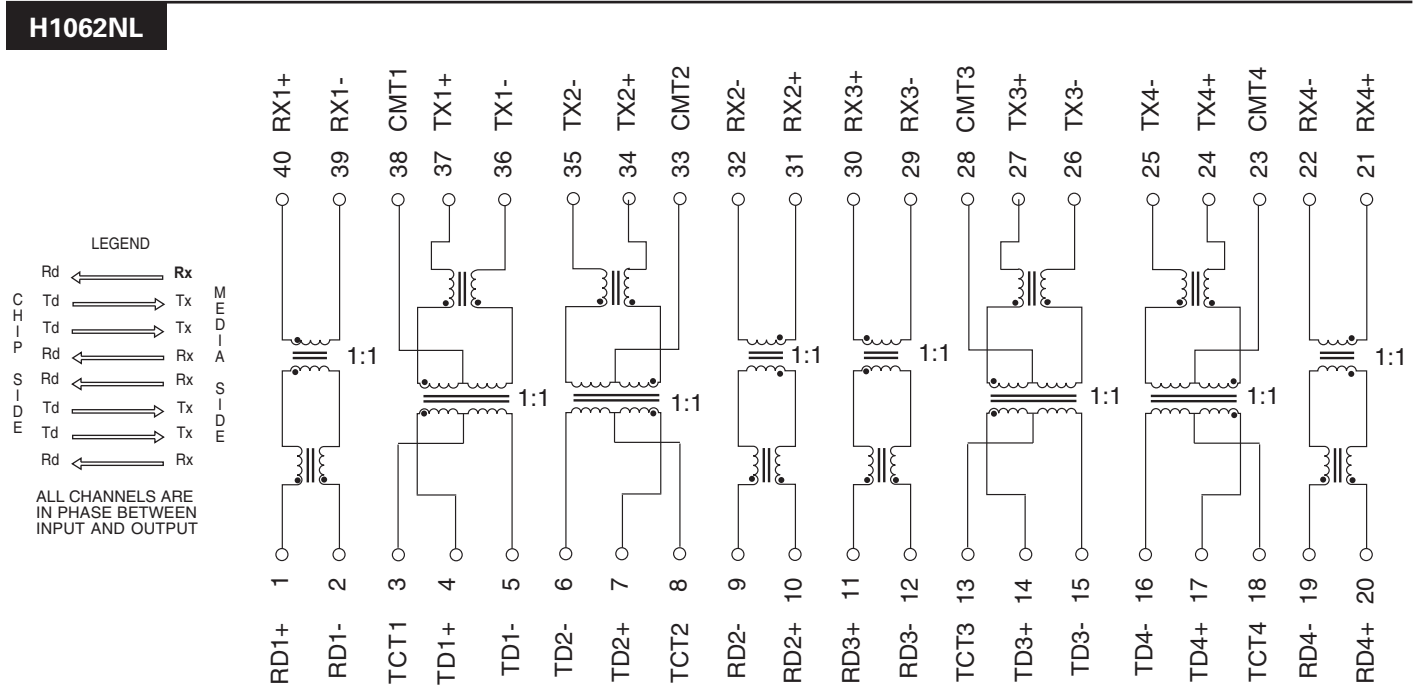 H1062NL
RX1+ RX1- CMT1 TX1+ TX1- TX2- TX2+ CMT2 RX2- RX2+ RX3+ RX3- CMT3 TX3+ TX3- TX4- TX4+ CMT4 RX4- RX4+
40 39 38 37 36 35 34 33 32 31 30 29 28 27 26 25 24 23 22 21
LEGEND
Rd Rx
Td Tx
Td Tx
Rd Rx
Rd Rx
Td Tx
Td Tx
Rd Rx
CHIP SIDE
MEDIA SIDE
ALL CHANNELS ARE
IN PHASE BETWEEN
INPUT AND OUTPUT
1:1 1:1 1:1 1:1 1:1 1:1 1:1 1:1
1 2 3 4 5 6 7 8 9 10 11 12 13 14 15 16 17 18 19 20
RD1+ RD1- TCT1 TD1+ TD1- TD2- TD2+ TCT2 RD2- RD2+ RD3+ RD3- TCT3 TD3+ TD3- TD4- TD4+ TCT4 RD4- RD4+